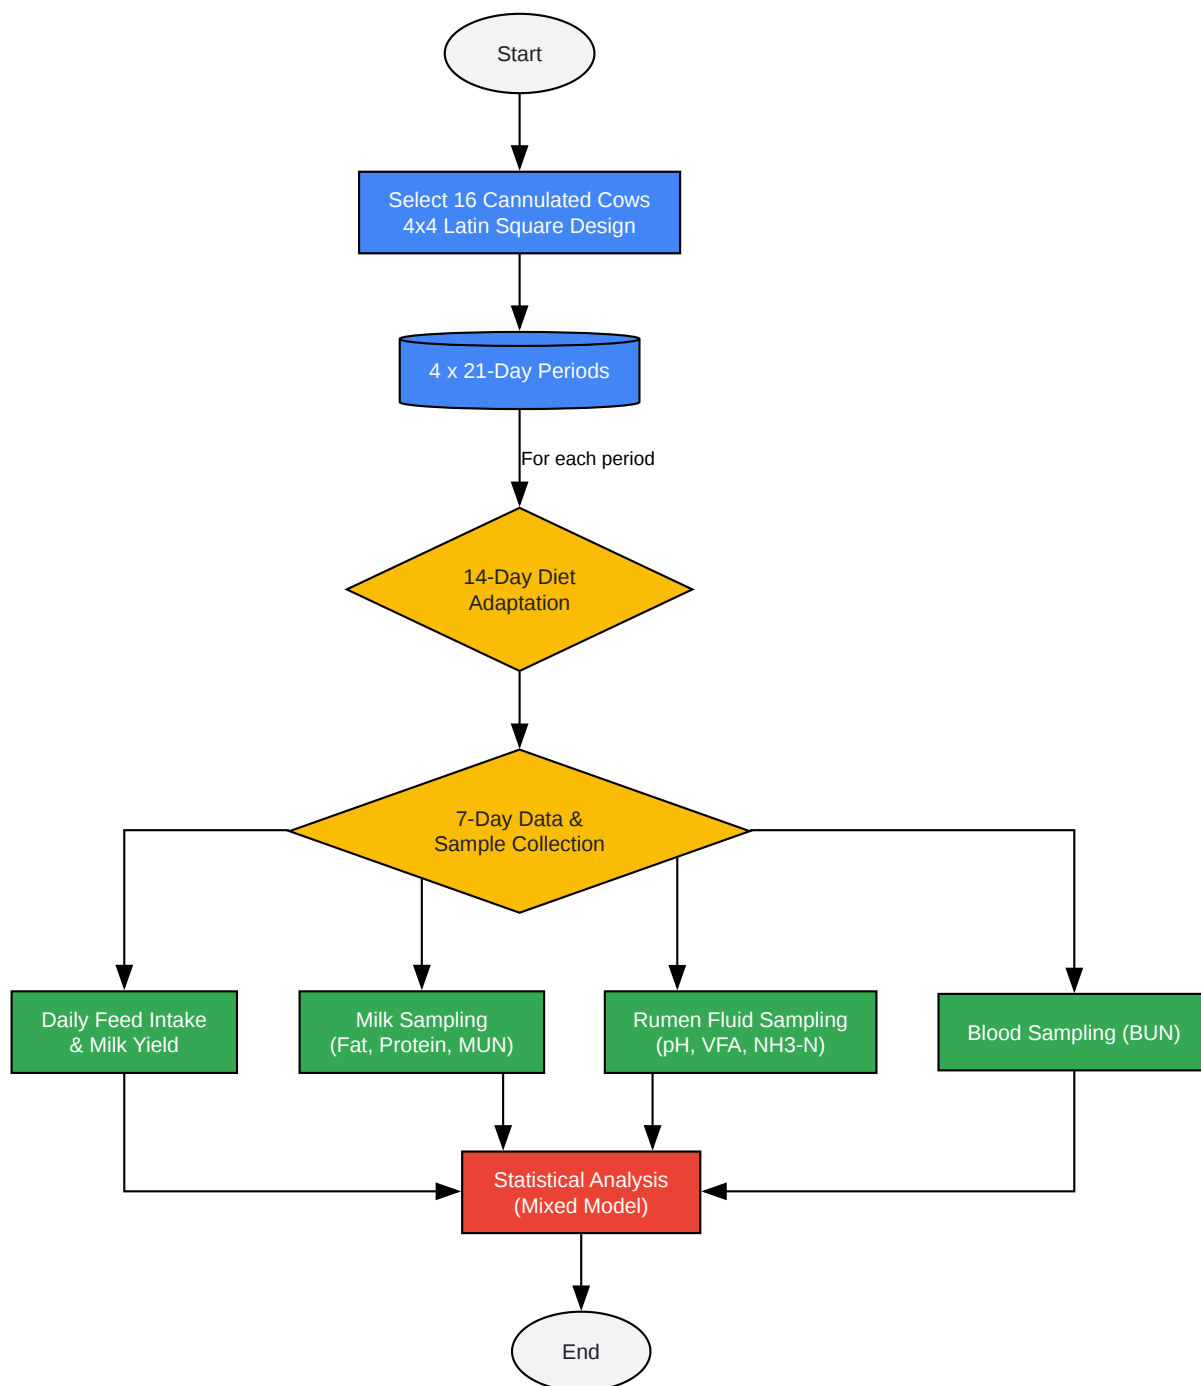 Start
Select 16 Cannulated Cows
4x4 Latin Square Design
4 x 21-Day Periods
For each period
14-Day Diet
Adaptation
7-Day Data &
Sample Collection
Daily Feed Intake
& Milk Yield
Milk Sampling
(Fat, Protein, MUN)
Rumen Fluid Sampling
(pH, VFA, NH3-N)
Blood Sampling (BUN)
Statistical Analysis
(Mixed Model)
End